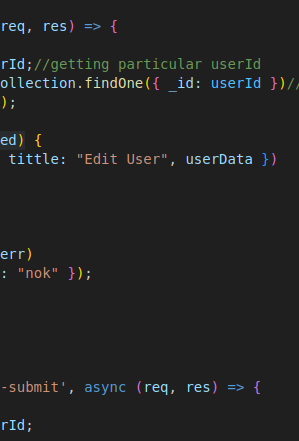 req, res) => {
rId;//getting particular userId
ollection.findOne({ _id: userId })//
);
ed) {
tittle: "Edit User", userData })
err)
: "nok" });
-submit', async (req, res) => {
rId;